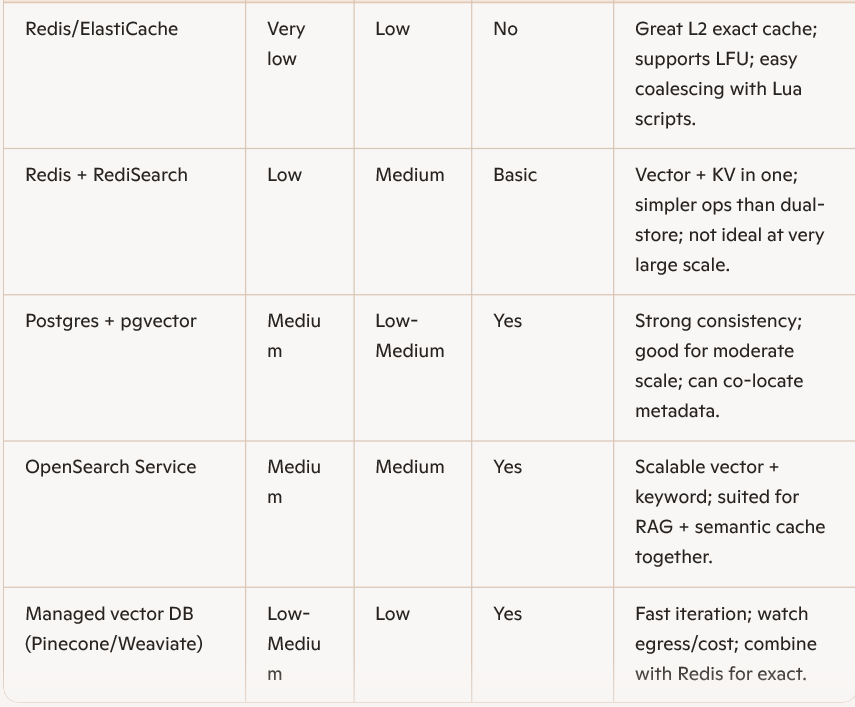 Redis/ElastiCache
Very
low
Low
No
Great L2 exact cache;
supports LFU; easy
coalescing with Lua
scripts.
Redis + RediSearch
Low
Medium
Basic
Vector + KV in one;
simpler ops than dual-
store; not ideal at very
large scale.
Postgres + pgvector
Mediu
m
Low-
Medium
Yes
Strong consistency;
good for moderate
scale; can co-locate
metadata.
OpenSearch Service
Mediu
m
Medium
Yes
Scalable vector +
keyword; suited for
RAG + semantic cache
together.
Managed vector DB
(Pinecone/Weaviate)
Low-
Mediu
m
Low
Yes
Fast iteration; watch
egress/cost; combine
with Redis for exact.